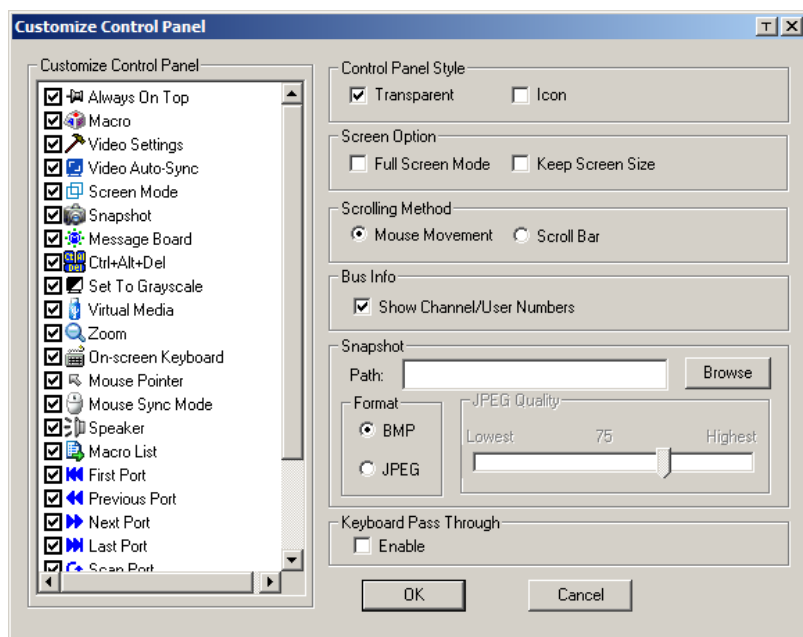 Customize Control Panel
Customize Control Panel
Always On Top
Macro
Video Settings
Video Auto-Sync
Screen Mode
Snapshot
Message Board
Ctrl+Alt+Del
Set To Grayscale
Virtual Media
Zoom
On-screen Keyboard
Mouse Pointer
Mouse Sync Mode
Speaker
Macro List
First Port
Previous Port
Next Port
Last Port
Scan Port
Control Panel Style
Transparent Icon
Screen Option
Full Screen Mode Keep Screen Size
Scrolling Method
Mouse Movement Scroll Bar
Bus Info
Show Channel/User Numbers
Snapshot
Path: Browse
Format
BMP
JPEG
JPEG Quality
Lowest 75 Highest
Keyboard Pass Through
Enable
OK Cancel